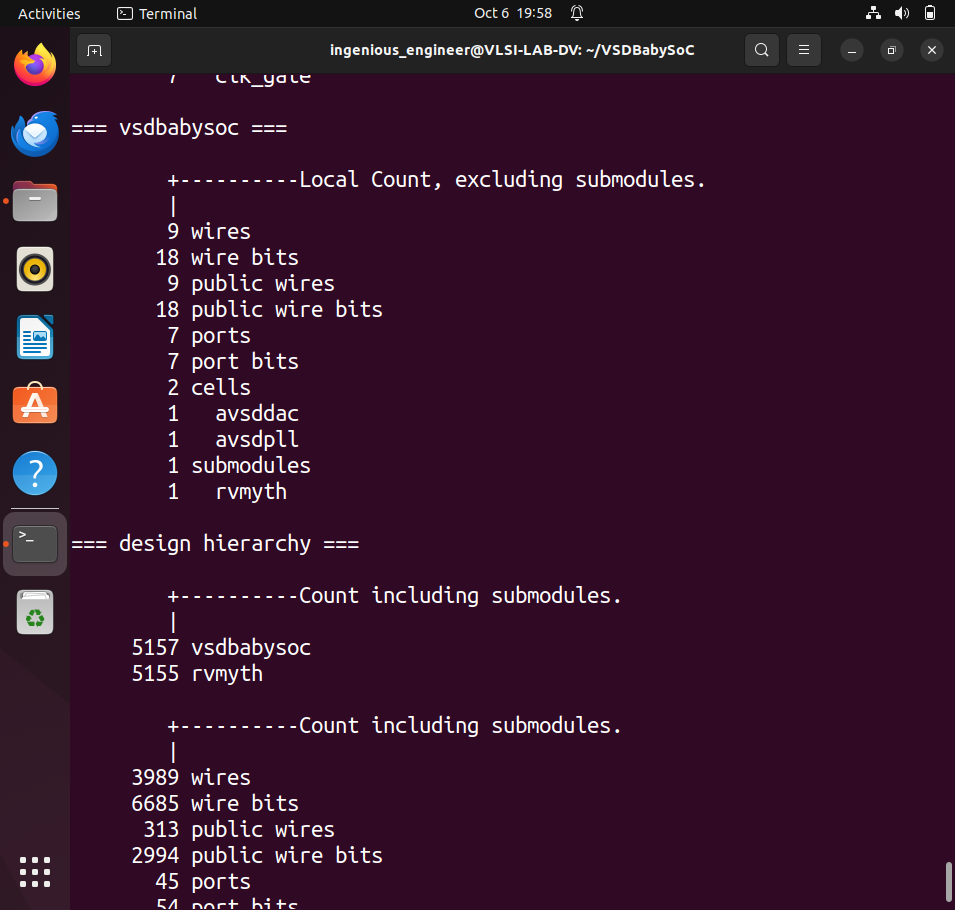 Activities Terminal Oct 6 19:58
ingenious_engineer@VLSI-LAB-DV: ~/VSDBabySoC
7 clk_gate
=== vsdbabysoc ===
+----------Local Count, excluding submodules.
|
9 wires
18 wire bits
9 public wires
18 public wire bits
7 ports
7 port bits
2 cells
1 avsddac
1 avsdpll
1 submodules
1 rvmyth
=== design hierarchy ===
+----------Count including submodules.
|
5157 vsdbabysoc
5155 rvmyth
+----------Count including submodules.
|
3989 wires
6685 wire bits
313 public wires
2994 public wire bits
45 ports
54 port bits